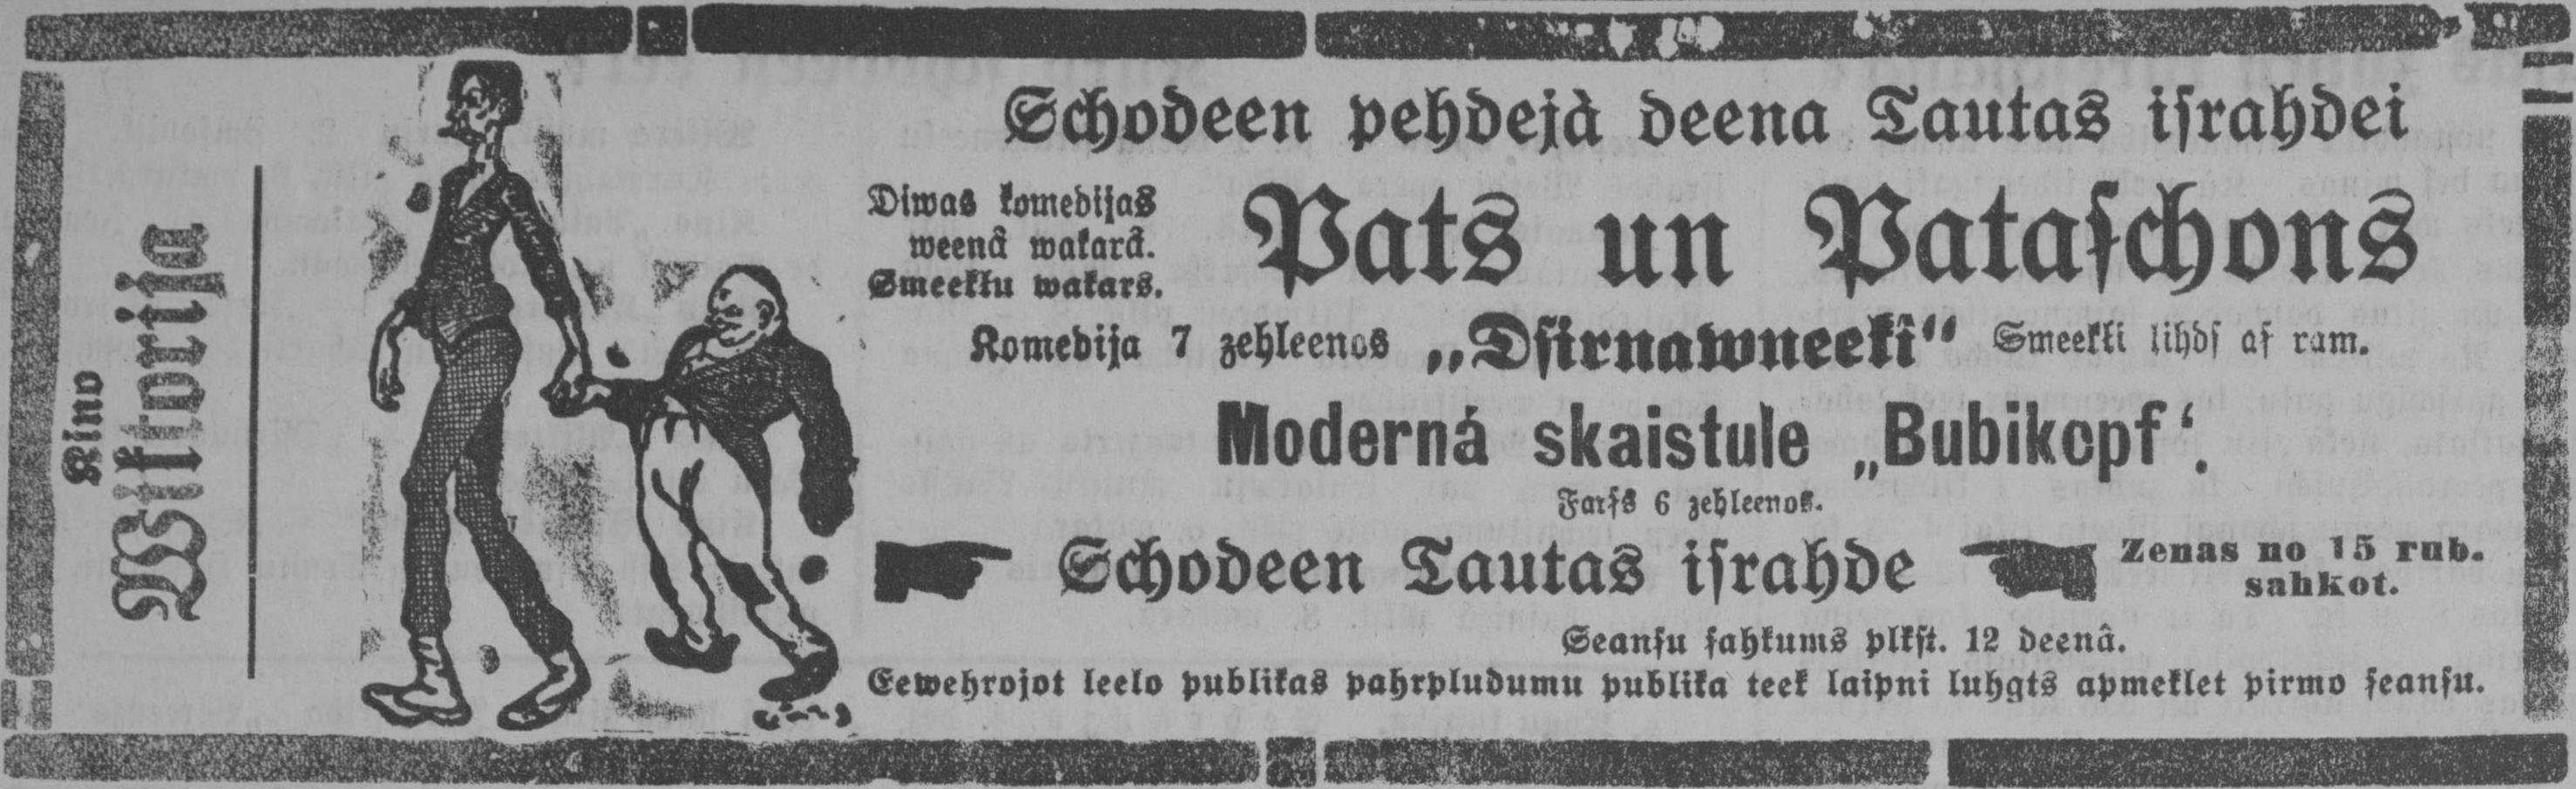 Kino
Wiktorija
Schodeen pehdejà deena Tautas israhdei
Diwas komedijas
weenâ wakarâ.
Smeeklu wakars.
Pats un Pataſchons
Komedija 7 zehleenos „Dſirnawneeki“ Smeekli lihdſ aſ ram.
Moderná skaistule „Bubikopf‘.
Farſs 6 zehleenos.
Schodeen Tautas iſrahde
Zenas no 15 rub.
sahkot.
Seanſu ſahkums plkſt. 12 deenâ.
Eewehrojot leelo publikas pahrpludumu publika teek laipni luhgts apmeklet pirmo ſeanſu.